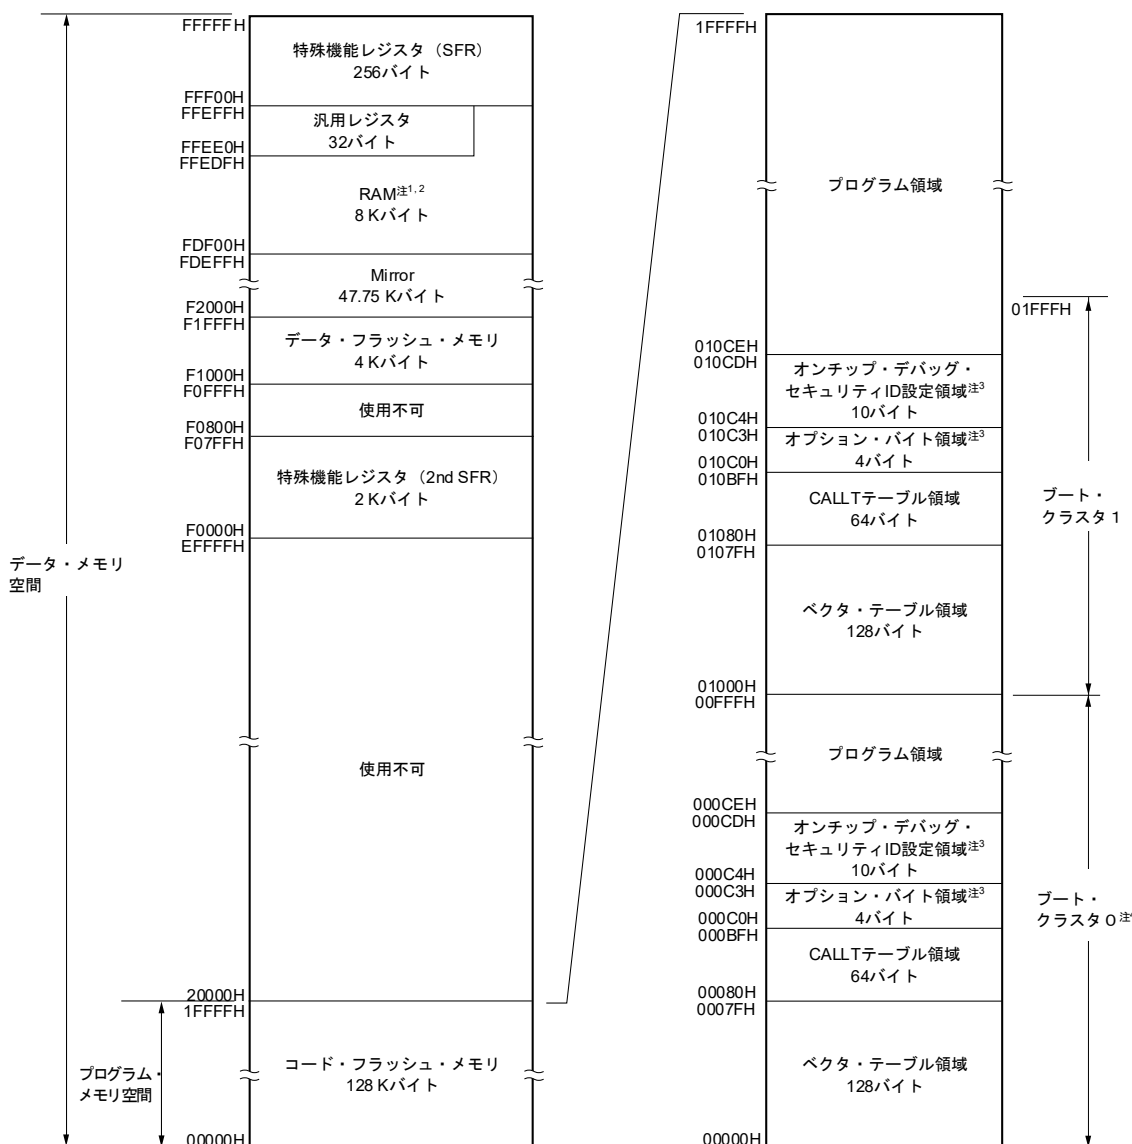 FFFFFH
特殊機能レジスタ（SFR）
256バイト
FFF00H
FFEFFH
汎用レジスタ
32バイト
FFEE0H
FFEDFH
RAM注1, 2
8 Kバイト
FDF00H
FDEFFH
Mirror
47.75 Kバイト
F2000H
F1FFFH
データ・フラッシュ・メモリ
4 Kバイト
F1000H
F0FFFH
使用不可
F0800H
F07FFH
特殊機能レジスタ（2nd SFR）
2 Kバイト
F0000H
EFFFFH
データ・メモリ
空間
使用不可
20000H
1FFFFH
コード・フラッシュ・メモリ
128 Kバイト
プログラム・
メモリ空間
00000H
1FFFFH
プログラム領域
01FFFH
010CEH
010CDH
オンチップ・デバッグ・
セキュリティID設定領域注3
10バイト
010C4H
010C3H
オプション・バイト領域注3
4バイト
010C0H
010BFH
CALLTテーブル領域
64バイト
ブート・
クラスタ1
01080H
0107FH
ベクタ・テーブル領域
128バイト
01000H
00FFFH
プログラム領域
000CEH
000CDH
オンチップ・デバッグ・
セキュリティID設定領域注3
10バイト
000C4H
000C3H
オプション・バイト領域注3
4バイト
000C0H
000BFH
CALLTテーブル領域
64バイト
ブート・
クラスタ0注
00080H
0007FH
ベクタ・テーブル領域
128バイト
00000H